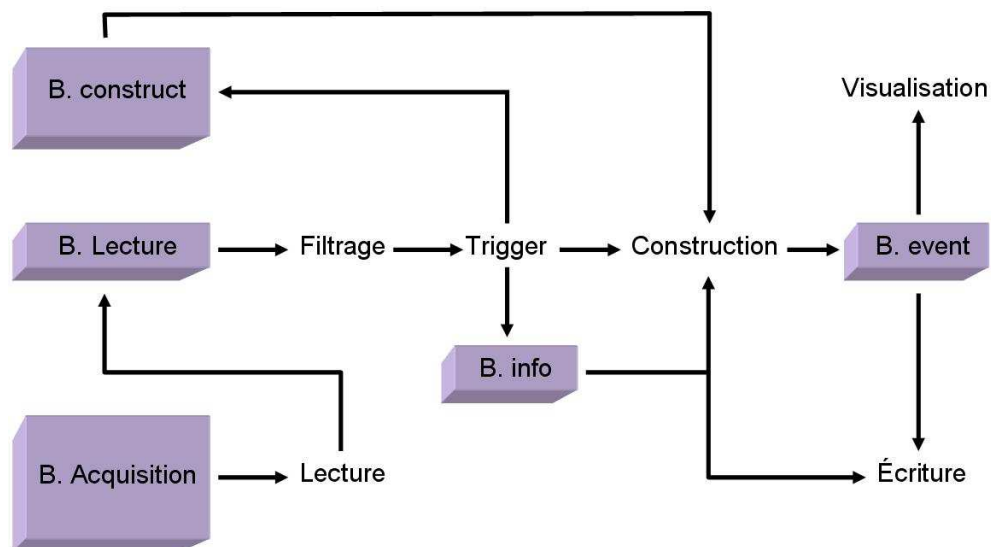 B. construct
Visualisation
B. Lecture
Filtrage
Trigger
Construction
B. event
B. info
B. Acquisition
Lecture
Écriture